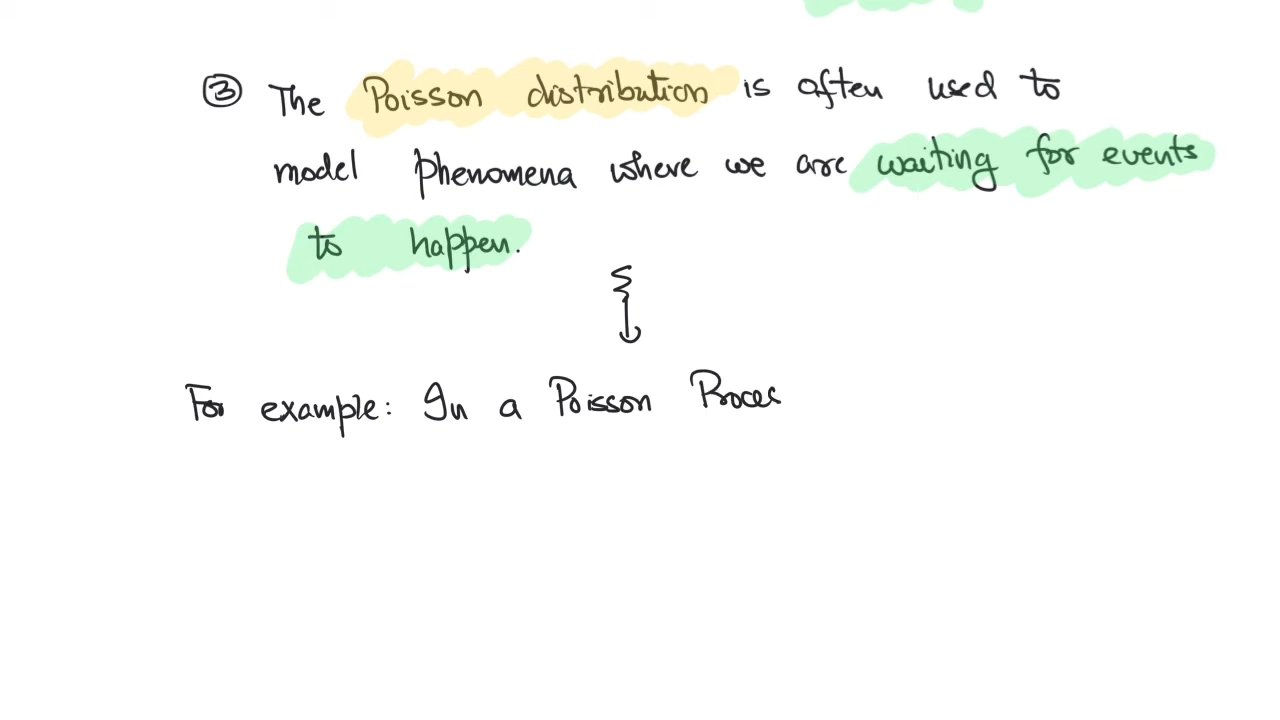 ③ The Poisson distribution is often used to
model phenomena where we are waiting for events
to happen.
For example: In a Poisson Proces